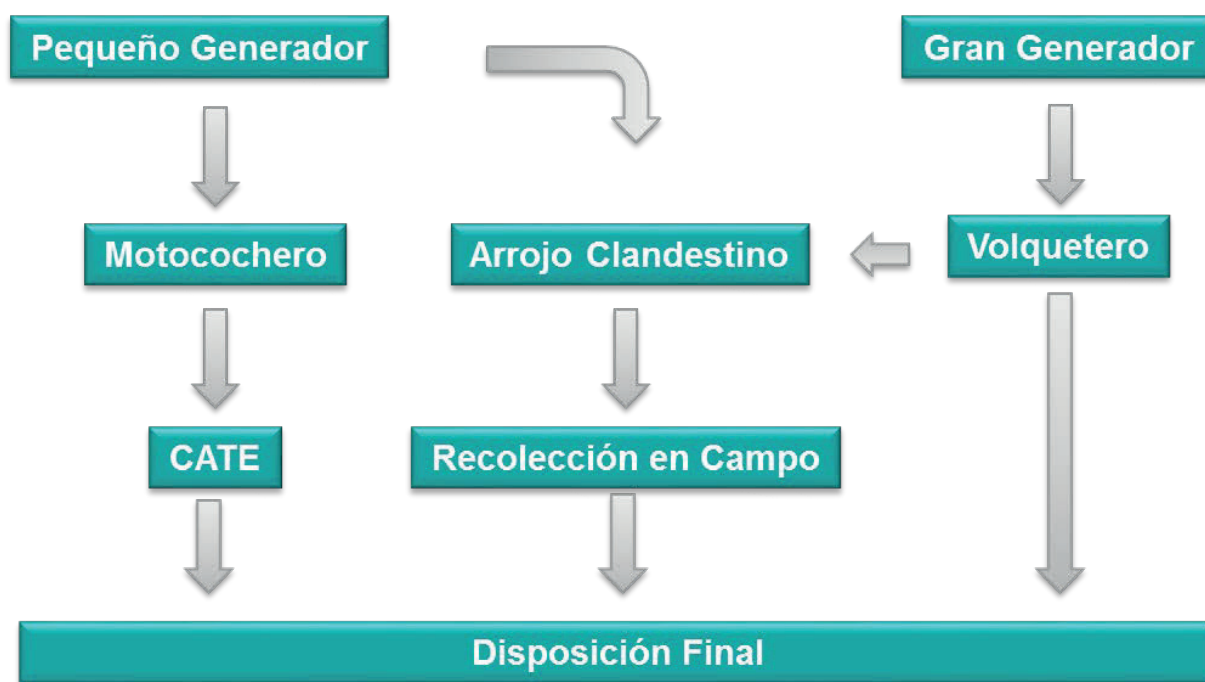 Pequeño Generador
Gran Generador
Motocochero
Arrojo Clandestino
Volquetero
CATE
Recolección en Campo
Disposición Final